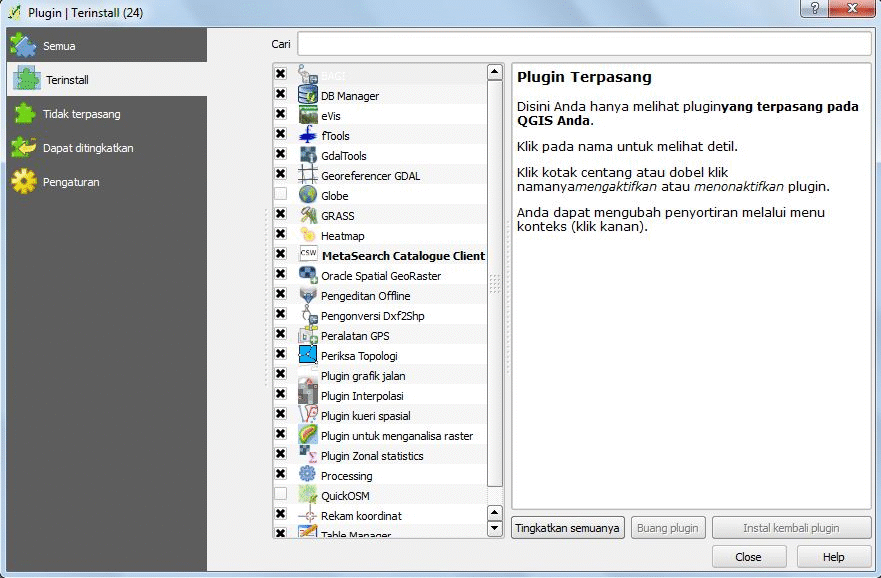 Plugin | Terinstall (24)
Semua
Terinstall
Tidak terpasang
Dapat ditingkatkan
Pengaturan
Cari
BAGI
DB Manager
eVis
fTools
GdalTools
Georeferencer GDAL
Globe
GRASS
Heatmap
CSW MetaSearch Catalogue Client
Oracle Spatial GeoRaster
Pengeditan Offline
Pengonversi Dxf2Shp
Peralatan GPS
Periksa Topologi
Plugin grafik jalan
Plugin Interpolasi
Plugin kueri spasial
Plugin untuk menganalisa raster
Plugin Zonal statistics
Processing
QuickOSM
Rekam koordinat
Table Manager
Plugin Terpasang
Disini Anda hanya melihat pluginyang terpasang pada
QGIS Anda.
Klik pada nama untuk melihat detil.
Klik kotak centang atau dobel klik
namanyamengaktifkan atau menonaktifkan plugin.
Anda dapat mengubah penyortiran melalui menu
konteks (klik kanan).
Tingkatkan semuanya
Buang plugin
Instal kembali plugin
Close
Help